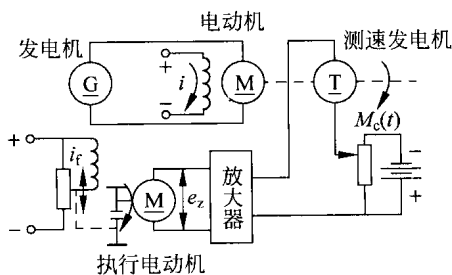 电动机
发电机
测速发电机
+
G
i
M
T
−
M_c(t)
+
i_f
−
M
e_z
放大器
+
−
执行电动机